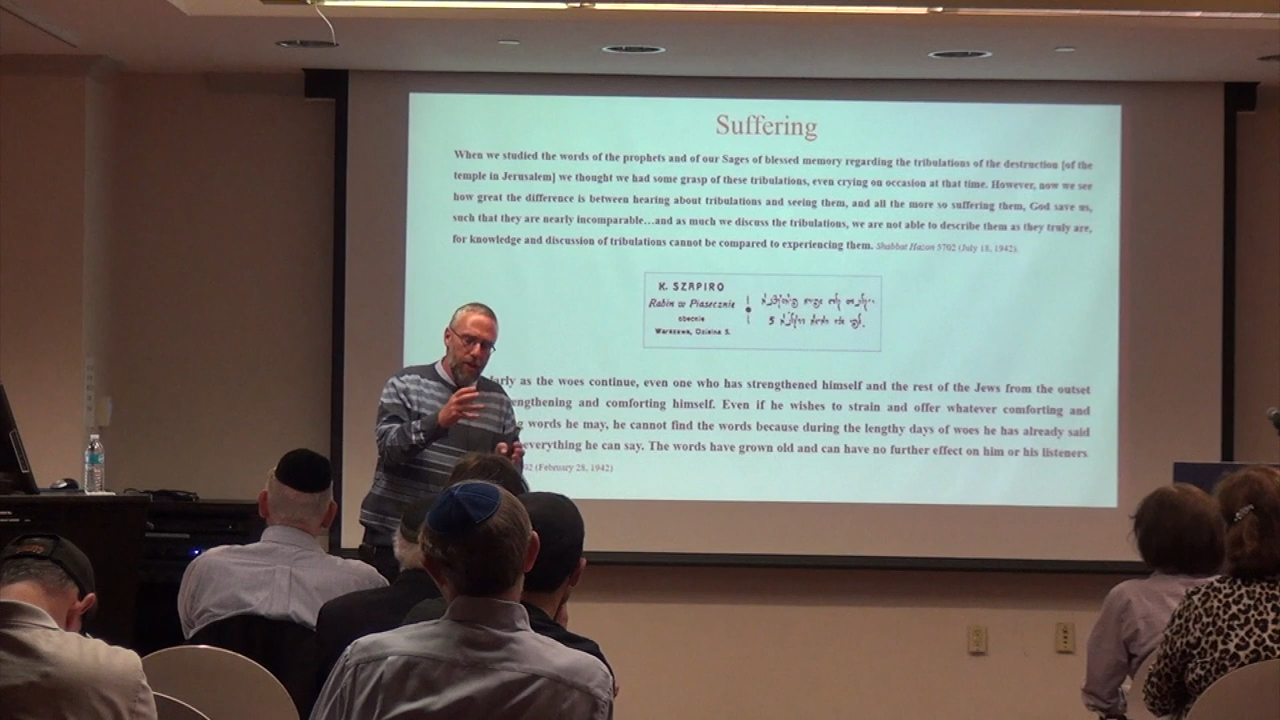 Suffering
When we studied the words of the prophets and of our Sages of blessed memory regarding the tribulations of the destruction [of the
temple in Jerusalem] we thought we had some grasp of these tribulations, even crying on occasion at that time. However, now we see
how great the difference is between hearing about tribulations and seeing them, and all the more so suffering them, God save us,
such that they are nearly incomparable…and as much we discuss the tribulations, we are not able to describe them as they truly are,
for knowledge and discussion of tribulations cannot be compared to experiencing them. Shabbat Hazon 5702 (July 18, 1942).
K. SZAPIRO
Rabin w Piasecznie
obecnie
Warszawa, Dzielna 5.
as the woes continue, even one who has strengthened himself and the rest of the Jews from the outset
and comforting himself. Even if he wishes to strain and offer whatever comforting and
words he may, he cannot find the words because during the lengthy days of woes he has already said
everything he can say. The words have grown old and can have no further effect on him or his listeners
(February 28, 1942)